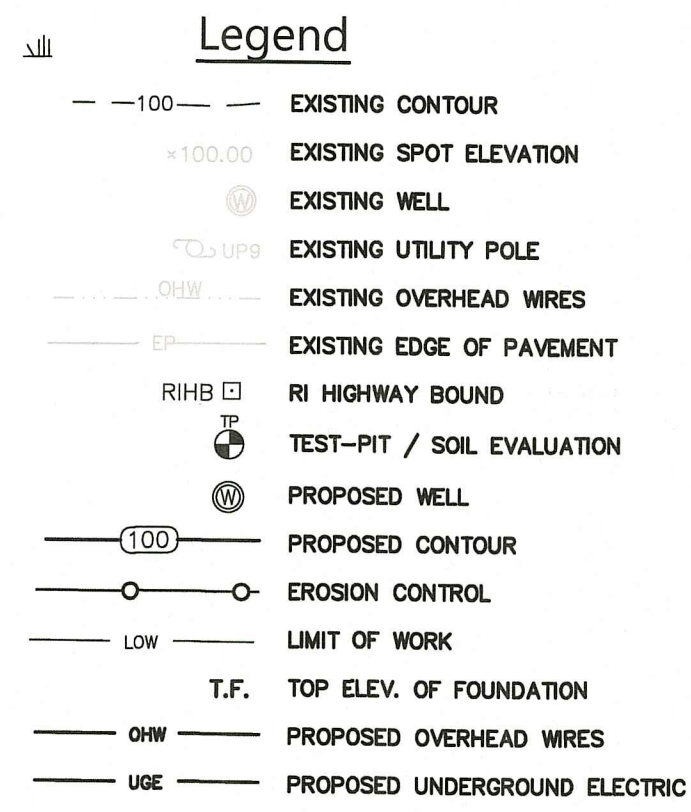 Legend
—100— EXISTING CONTOUR
×100.00 EXISTING SPOT ELEVATION
W EXISTING WELL
UP9 EXISTING UTILITY POLE
OHW EXISTING OVERHEAD WIRES
EP EXISTING EDGE OF PAVEMENT
RIHB RI HIGHWAY BOUND
TP
TEST-PIT / SOIL EVALUATION
W PROPOSED WELL
100 PROPOSED CONTOUR
EROSION CONTROL
LOW LIMIT OF WORK
T.F. TOP ELEV. OF FOUNDATION
OHW PROPOSED OVERHEAD WIRES
UGE PROPOSED UNDERGROUND ELECTRIC